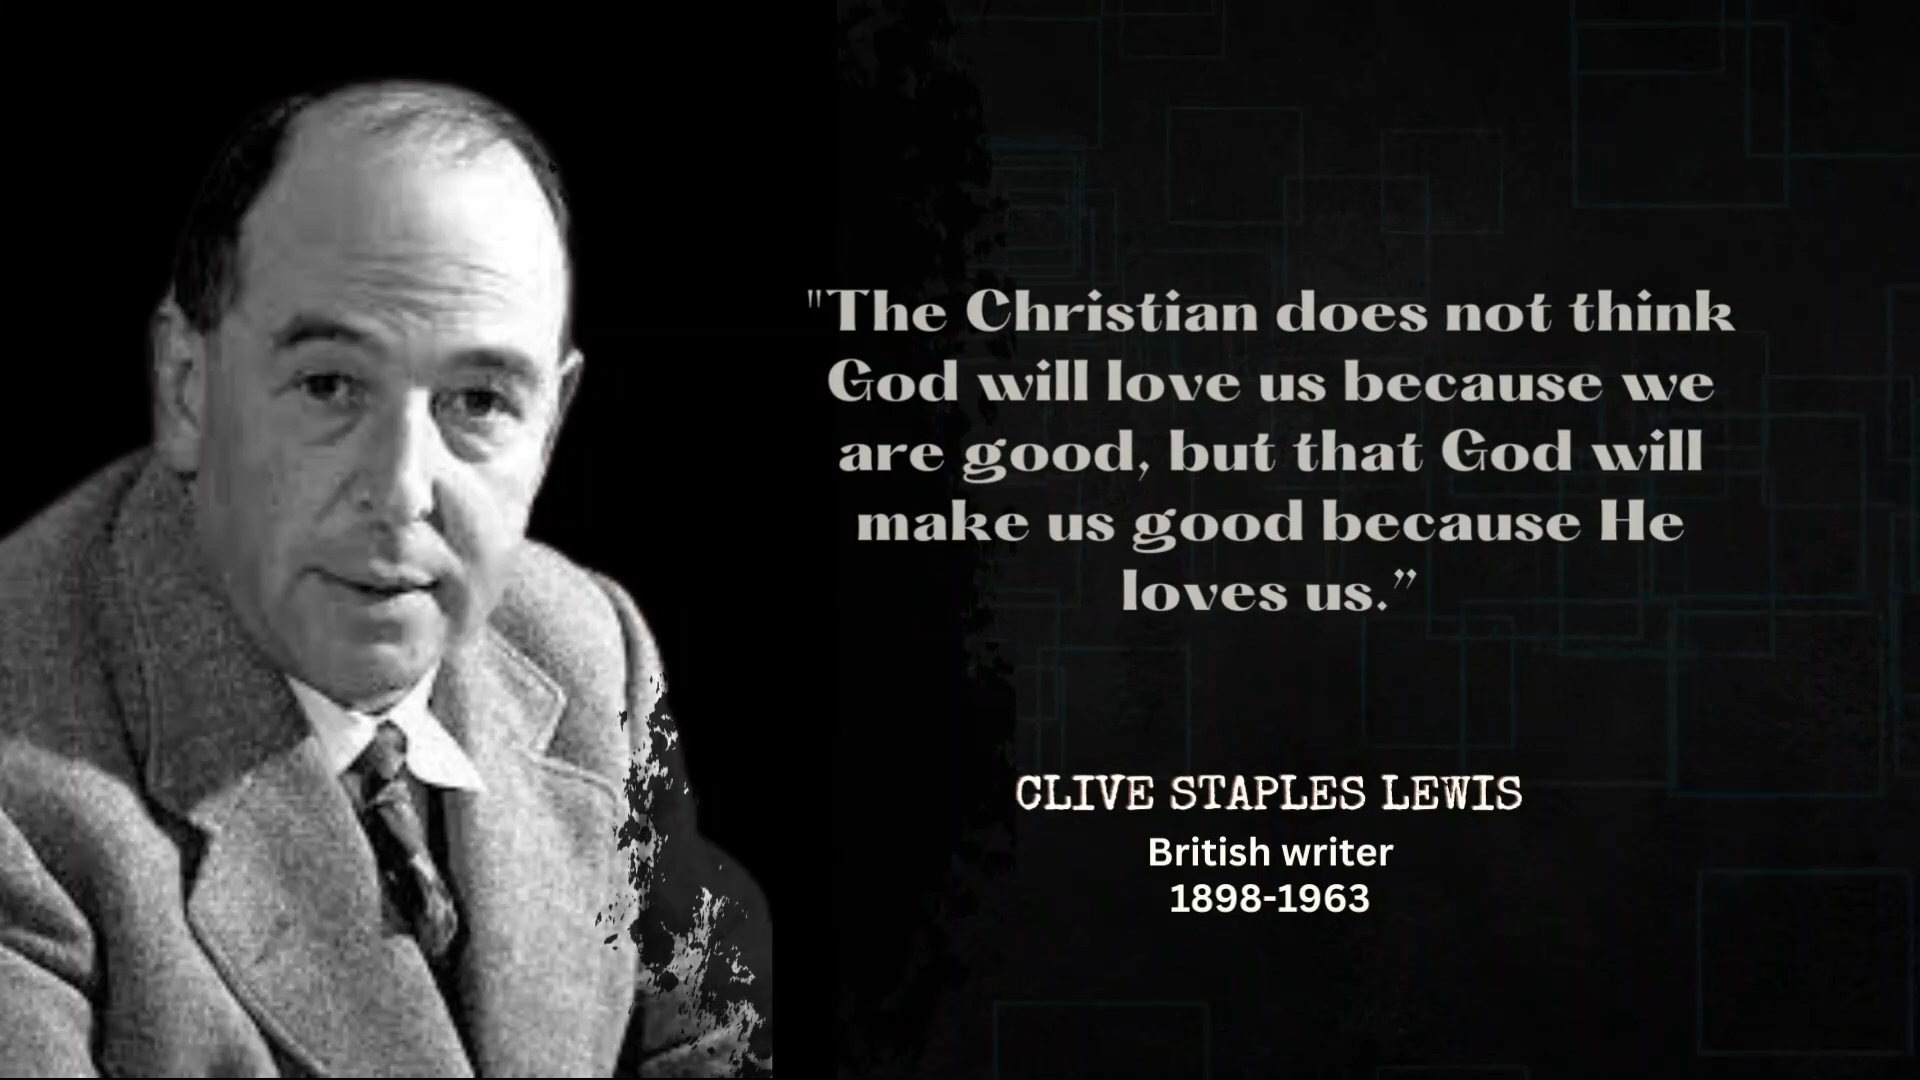 "The Christian does not think
God will love us because we
are good, but that God will
make us good because He
loves us.”
CLIVE STAPLES LEWIS
British writer
1898-1963